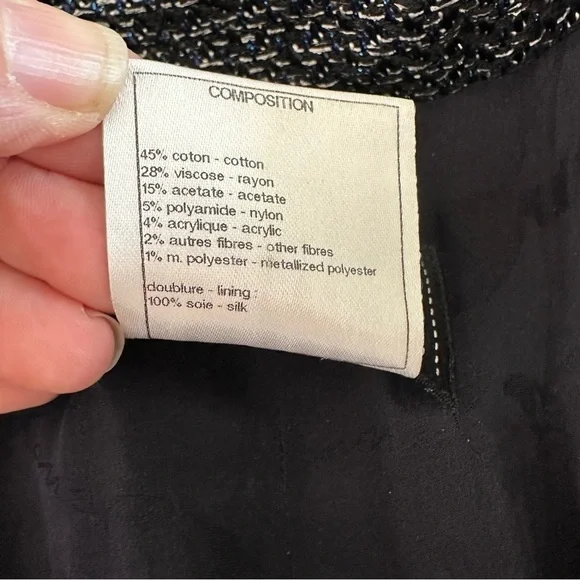 COMPOSITION
45% coton - cotton
28% viscose - rayon
15% acetate - acetate
5% polyamide - nylon
4% acrylique - acrylic
2% autres fibres - other fibres
1% m. polyester - metallized polyester
doublure - lining :
100% soie - silk